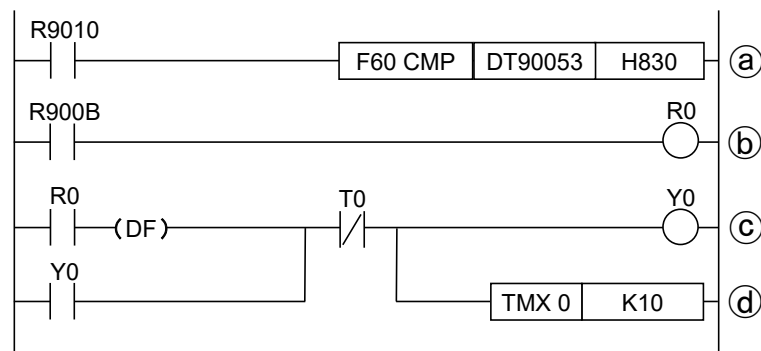 R9010
F60 CMP DT90053 H830 ⓐ
R900B R0
ⓑ
R0 T0 Y0
(DF) ⓒ
Y0
TMX 0 K10 ⓓ